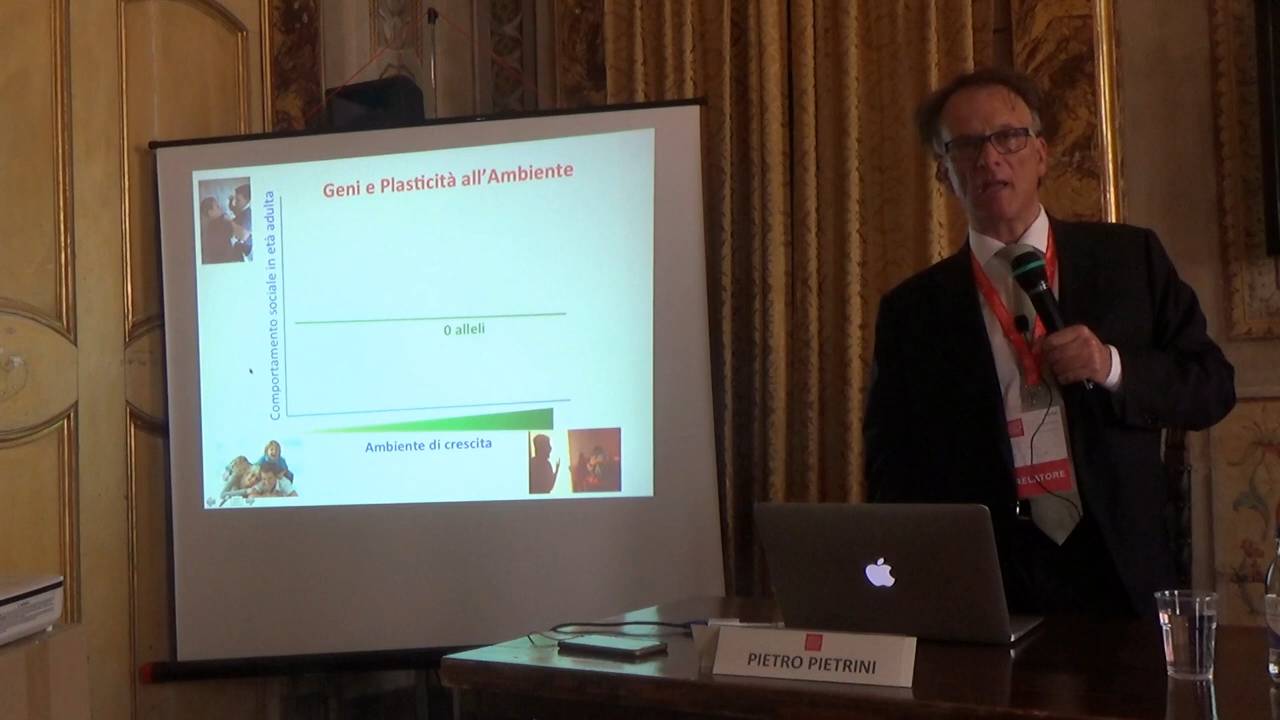 Geni e Plasticità all'Ambiente
Comportamento sociale in età adulta
0 alleli
Ambiente di crescita
RELATORE
PIETRO PIETRINI